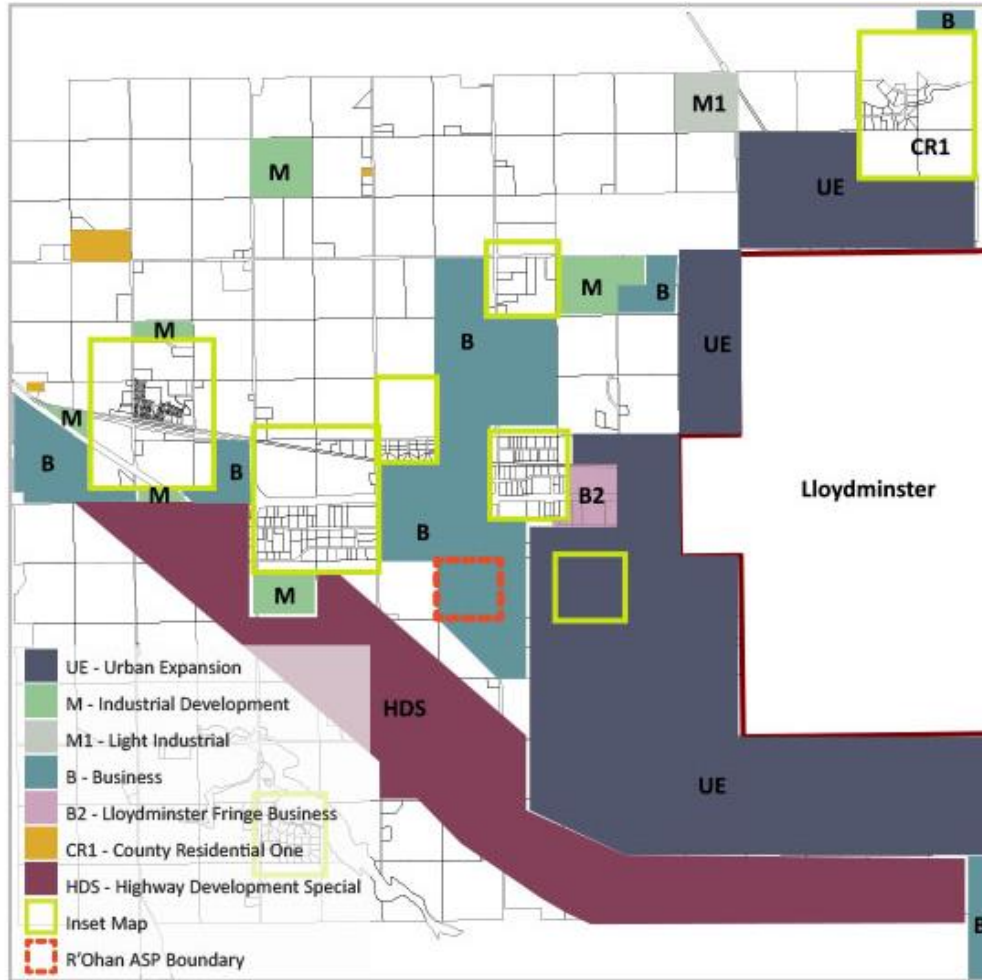 B
M1
CR1
M
UE
M
B
B
UE
M
M
B
B
M
B2
Lloydminster
B
M
HDS
UE
UE - Urban Expansion
M - Industrial Development
M1 - Light Industrial
B - Business
B2 - Lloydminster Fringe Business
CR1 - County Residential One
HDS - Highway Development Special
Inset Map
R'Ohan ASP Boundary
B